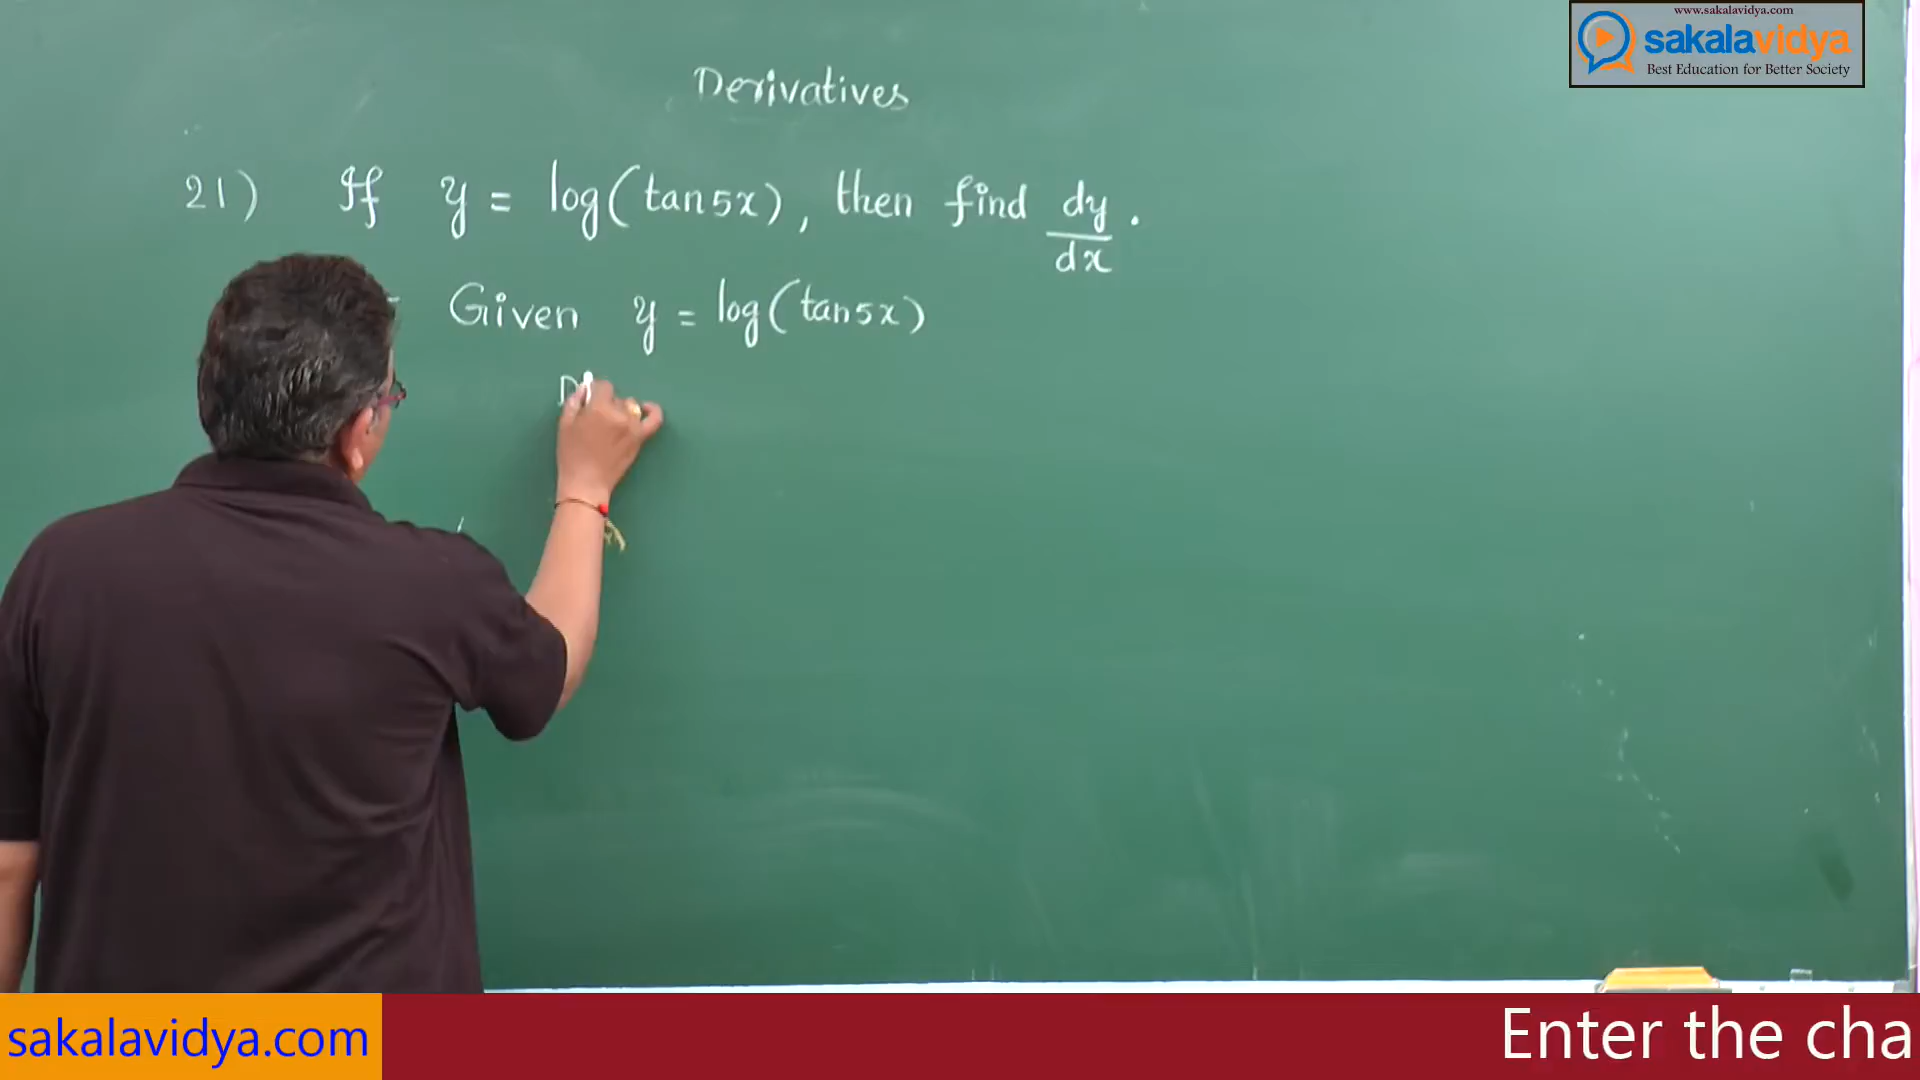 www.sakalavidya.com
sakalavidya
Best Education for Better Society
Derivatives
21) If y = log(tan5x), then find dy/dx.
Given y = log(tan5x)
sakalavidya.com
Enter the cha